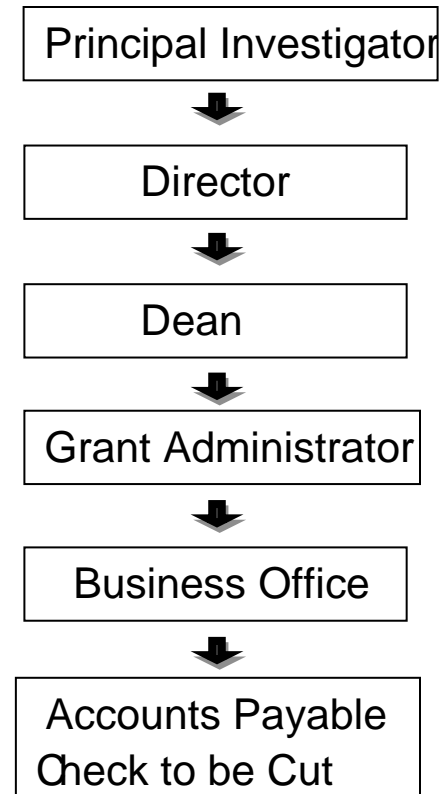 Principal Investigator
Director
Dean
Grant Administrator
Business Office
Accounts Payable
Check to be Cut